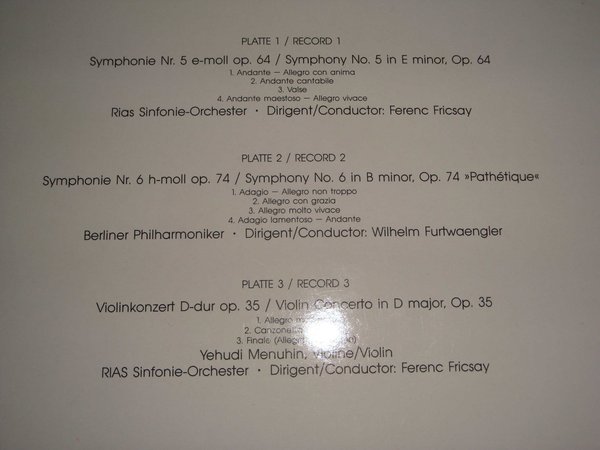 PLATTE 1 / RECORD 1
Symphonie Nr. 5 e-moll op. 64 / Symphony No. 5 in E minor, Op. 64
1. Andante – Allegro con anima
2. Andante cantabile
3. Valse
4. Andante maestoso – Allegro vivace
Rias Sinfonie-Orchester • Dirigent/Conductor: Ferenc Fricsay
PLATTE 2 / RECORD 2
Symphonie Nr. 6 h-moll op. 74 / Symphony No. 6 in B minor, Op. 74 »Pathétique«
1. Adagio – Allegro non troppo
2. Allegro con grazia
3. Allegro molto vivace
4. Adagio lamentoso – Andante
Berliner Philharmoniker • Dirigent/Conductor: Wilhelm Furtwaengler
PLATTE 3 / RECORD 3
Violinkonzert D-dur op. 35 / Violin Concerto in D major, Op. 35
1. Allegro
2. Canzonetta
3. Finale
Yehudi Menuhin, Violine/Violin
RIAS Sinfonie-Orchester • Dirigent/Conductor: Ferenc Fricsay